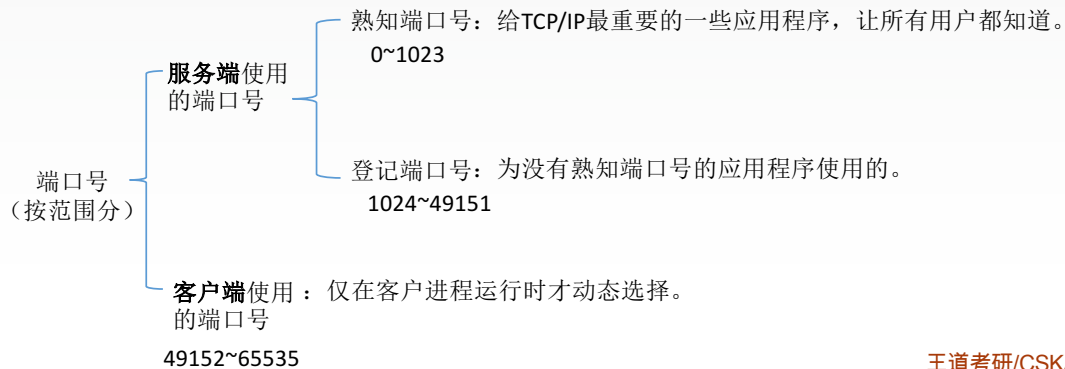 熟知端口号：给TCP/IP最重要的一些应用程序，让所有用户都知道。
0~1023
服务端使用
的端口号
登记端口号：为没有熟知端口号的应用程序使用的。
1024~49151
端口号
（按范围分）
客户端使用 ：仅在客户进程运行时才动态选择。
的端口号
49152~65535
王道考研/CSK